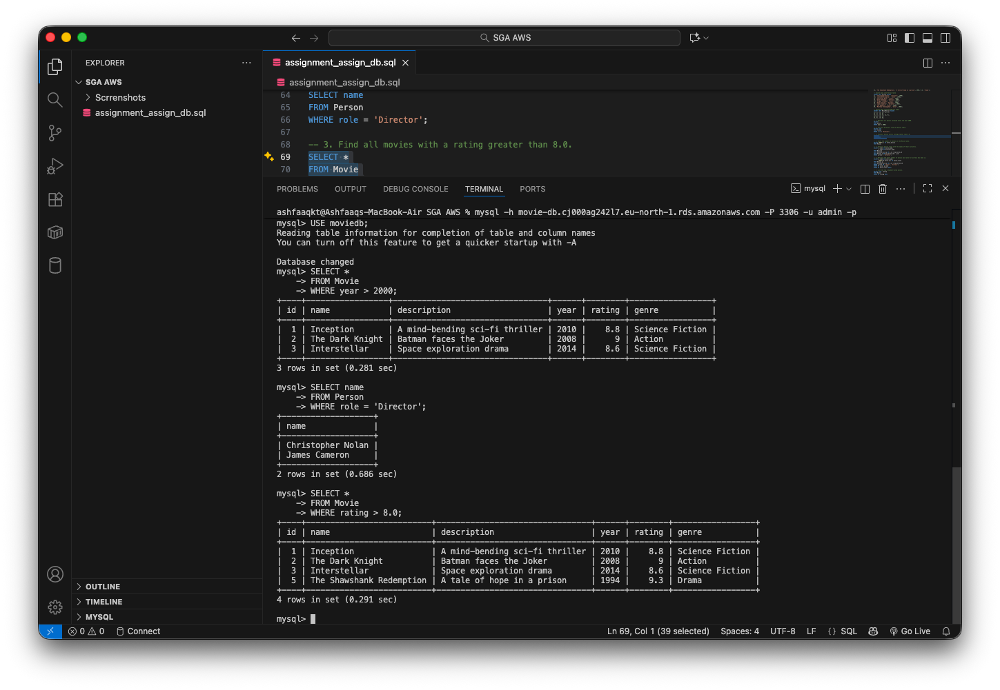 SGA AWS
EXPLORER
SGA AWS
Scrrenshots
assignment_assign_db.sql
OUTLINE
TIMELINE
MYSQL
assignment_assign_db.sql
assignment_assign_db.sql
64 SELECT name
65 FROM Person
66 WHERE role = 'Director';
67
68 -- 3. Find all movies with a rating greater than 8.0.
69 SELECT *
70 FROM Movie
PROBLEMS OUTPUT DEBUG CONSOLE TERMINAL PORTS
mysql
ashfaaqkt@Ashfaaqs-MacBook-Air SGA AWS % mysql -h movie-db.cj000ag242l7.eu-north-1.rds.amazonaws.com -P 3306 -u admin -p
mysql> USE moviedb;
Reading table information for completion of table and column names
You can turn off this feature to get a quicker startup with -A
Database changed
mysql> SELECT *
-> FROM Movie
-> WHERE year > 2000;
| id | name | description | year | rating | genre |
| 1 | Inception | A mind-bending sci-fi thriller | 2010 | 8.8 | Science Fiction |
| 2 | The Dark Knight | Batman faces the Joker | 2008 | 9 | Action |
| 3 | Interstellar | Space exploration drama | 2014 | 8.6 | Science Fiction |
3 rows in set (0.281 sec)
mysql> SELECT name
-> FROM Person
-> WHERE role = 'Director';
| name |
| Christopher Nolan |
| James Cameron |
2 rows in set (0.686 sec)
mysql> SELECT *
-> FROM Movie
-> WHERE rating > 8.0;
| id | name | description | year | rating | genre |
| 1 | Inception | A mind-bending sci-fi thriller | 2010 | 8.8 | Science Fiction |
| 2 | The Dark Knight | Batman faces the Joker | 2008 | 9 | Action |
| 3 | Interstellar | Space exploration drama | 2014 | 8.6 | Science Fiction |
| 5 | The Shawshank Redemption | A tale of hope in a prison | 1994 | 9.3 | Drama |
4 rows in set (0.291 sec)
mysql>
0 0 Connect
Ln 69, Col 1 (39 selected) Spaces: 4 UTF-8 LF {} SQL Go Live